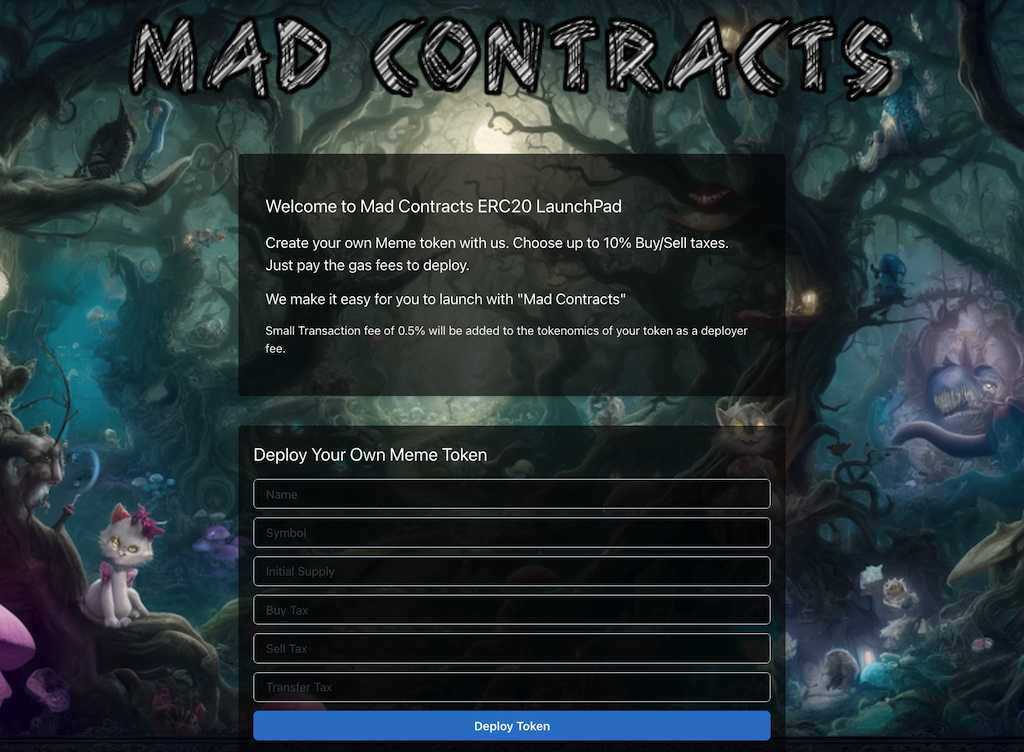 MAD CONTRACTS
Welcome to Mad Contracts ERC20 LaunchPad
Create your own Meme token with us. Choose up to 10% Buy/Sell taxes.
Just pay the gas fees to deploy.
We make it easy for you to launch with "Mad Contracts"
Small Transaction fee of 0.5% will be added to the tokenomics of your token as a deployer
fee.
Deploy Your Own Meme Token
Name
Symbol
Initial Supply
Buy Tax
Sell Tax
Transfer Tax
Deploy Token